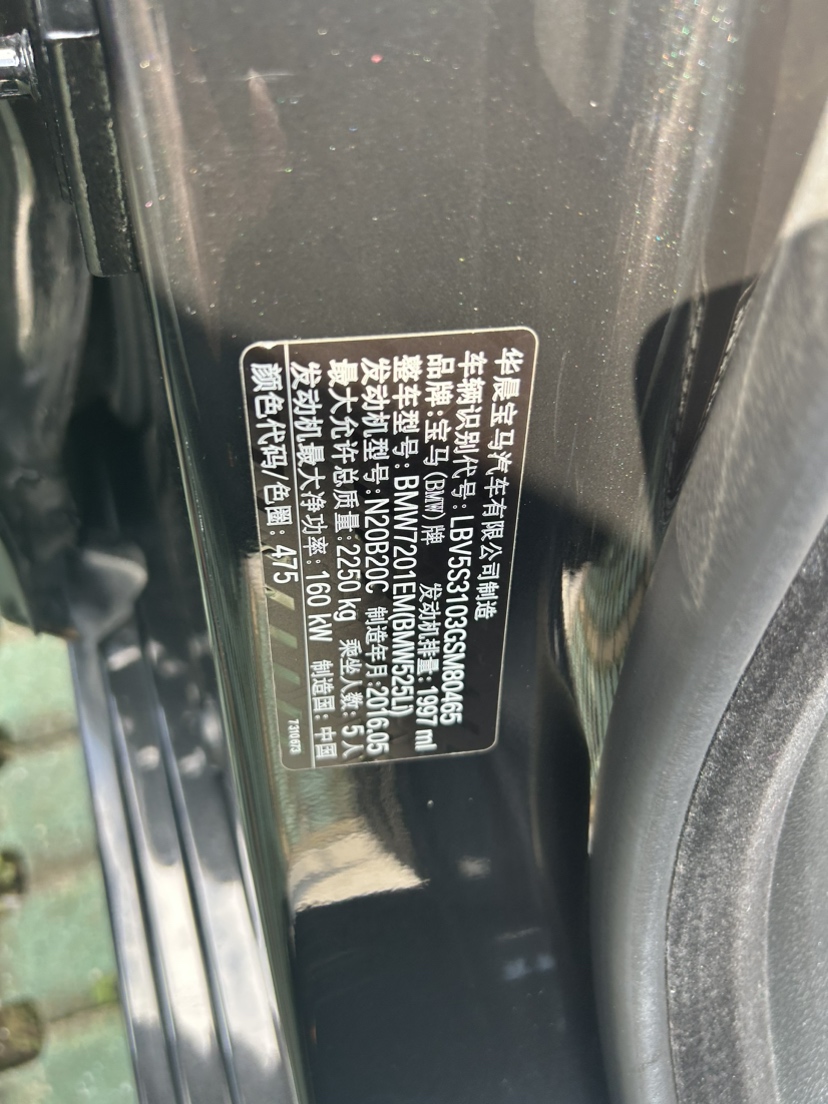 华晨宝马汽车有限公司制造
车辆识别代号:LBV5S3103GSM80465
品牌:宝马(BMW)牌 发动机排量:1997 ml
整车型号:BMW7201EM(BMW525Li)
发动机型号:N20B20C 制造年月:2016.05
最大允许总质量:2250 kg 乘坐人数:5人
发动机最大净功率:160 kW 制造国:中国
颜色代码/色圈:475
7310673